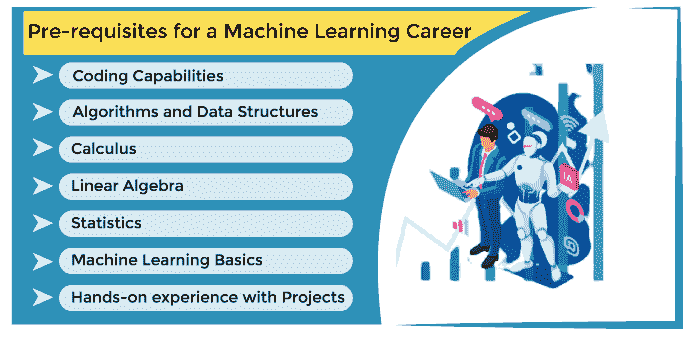 Pre-requisites for a Machine Learning Career
Coding Capabilities
Algorithms and Data Structures
Calculus
Linear Algebra
Statistics
Machine Learning Basics
Hands-on experience with Projects
IA